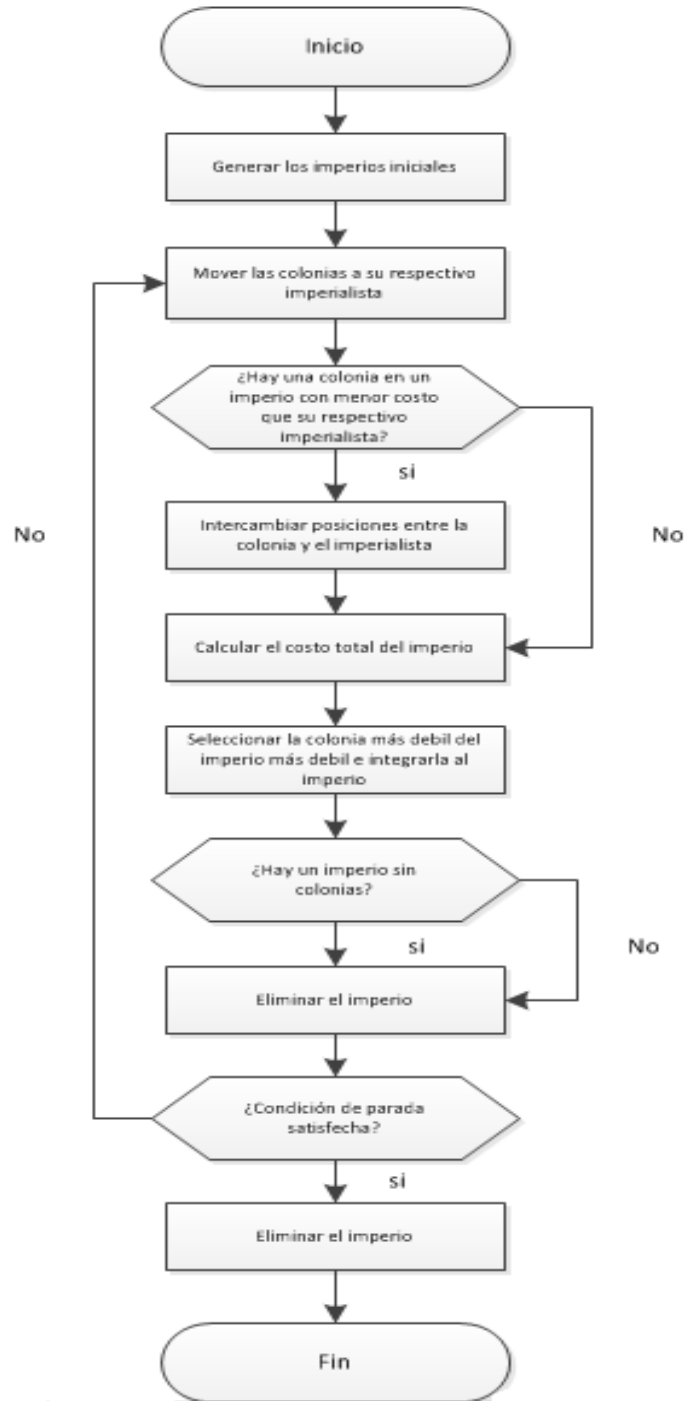 Inicio
Generar los imperios iniciales
Mover las colonias a su respectivo
imperialista
¿Hay una colonia en un
imperio con menor costo
que su respectivo
imperialista?
si
No
No
Intercambiar posiciones entre la
colonia y el imperialista
Calcular el costo total del imperio
Seleccionar la colonia más debil del
imperio más debil e integrarla al
imperio
¿Hay un imperio sin
colonias?
si
No
Eliminar el imperio
¿Condición de parada
satisfecha?
si
Eliminar el imperio
Fin